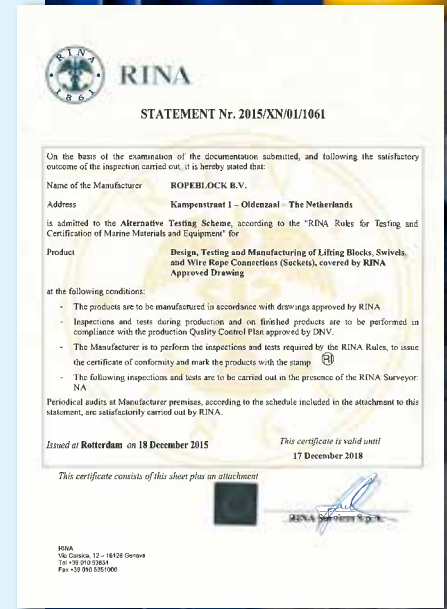 RINA
1861
RINA
STATEMENT Nr. 2015/XN/01/1061
On the basis of the examination of the documentation submitted, and following the satisfactory
outcome of the inspection carried out, it is hereby stated that:
Name of the Manufacturer ROPEBLOCK B.V.
Address Kampenstraat 1 – Oldenzaal – The Netherlands
is admitted to the Alternative Testing Scheme, according to the "RINA Rules for Testing and
Certification of Marine Materials and Equipment" for
Product Design, Testing and Manufacturing of Lifting Blocks, Swivels,
and Wire Rope Connections (Sockets), covered by RINA
Approved Drawing
at the following conditions:
- The products are to be manufactured in accordance with drawings approved by RINA
- Inspections and tests during production and on finished products are to be performed in
compliance with the production Quality Control Plan approved by DNV.
- The Manufacturer is to perform the inspections and tests required by the RINA Rules, to issue
the certificate of conformity and mark the products with the stamp
- The following inspections and tests are to be carried out in the presence of the RINA Surveyor:
NA
Periodical audits at Manufacturer premises, according to the schedule included in the attachment to this
statement, are satisfactorily carried out by RINA.
Issued at Rotterdam on 18 December 2015
This certificate is valid until
17 December 2018
This certificate consists of this sheet plus an attachment
RINA Services S.p.A.
RINA
Via Corsica, 12 – 16128 Genova
Tel +39 010 53851
Fax +39 010 5351000